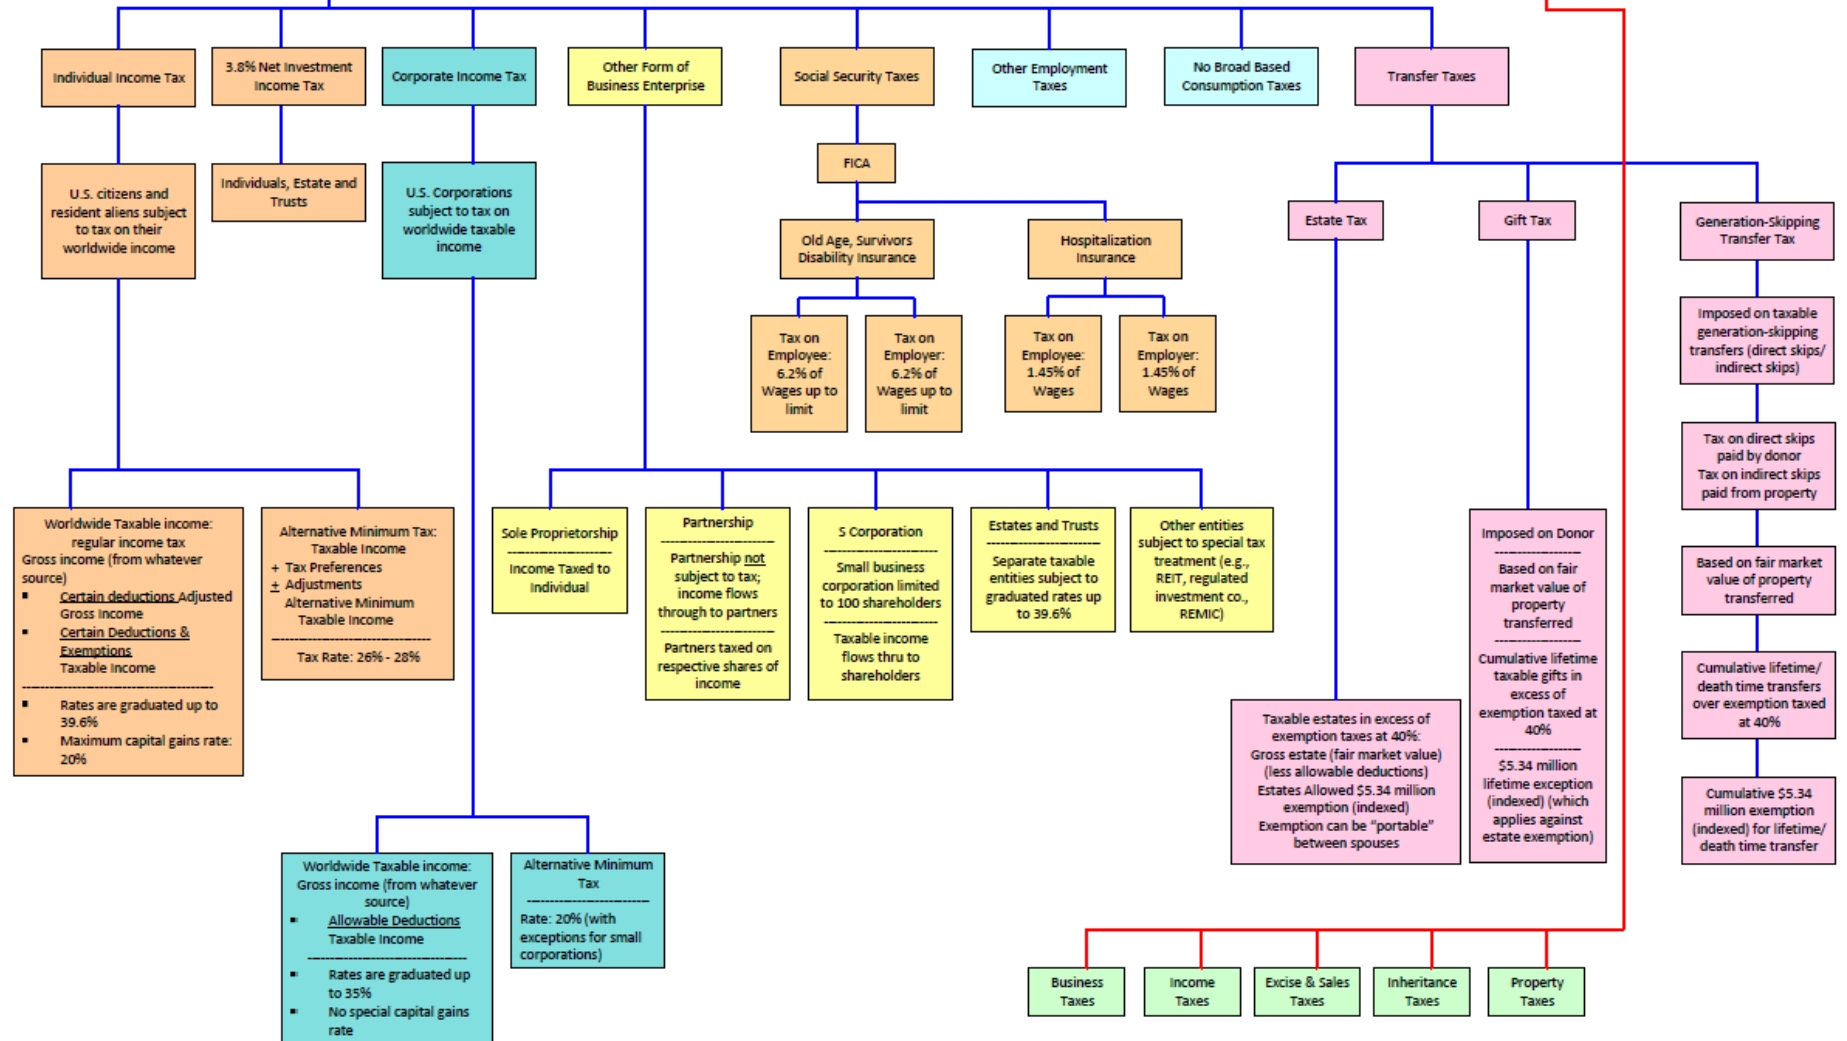 Individual Income Tax
3.8% Net Investment
Income Tax
Corporate Income Tax
Other Form of
Business Enterprise
Social Security Taxes
Other Employment
Taxes
No Broad Based
Consumption Taxes
Transfer Taxes
U.S. citizens and
resident aliens subject
to tax on their
worldwide income
Individuals, Estate and
Trusts
U.S. Corporations
subject to tax on
worldwide taxable
income
FICA
Old Age, Survivors
Disability Insurance
Hospitalization
Insurance
Tax on
Employee:
6.2% of
Wages up to
limit
Tax on
Employer:
6.2% of
Wages up to
limit
Tax on
Employee:
1.45% of
Wages
Tax on
Employer:
1.45% of
Wages
Estate Tax
Gift Tax
Generation-Skipping
Transfer Tax
Imposed on taxable
generation-skipping
transfers (direct skips/
indirect skips)
Tax on direct skips
paid by donor
Tax on indirect skips
paid from property
Based on fair market
value of property
transferred
Cumulative lifetime/
death time transfers
over exemption taxed
at 40%
Cumulative $5.34
million exemption
(indexed) for lifetime/
death time transfer
Worldwide Taxable income:
regular income tax
Gross income (from whatever
source)
▪ Certain deductions Adjusted
Gross Income
▪ Certain Deductions &
Exemptions
Taxable Income
------------------------------------------
▪ Rates are graduated up to
39.6%
▪ Maximum capital gains rate:
20%
Alternative Minimum Tax:
Taxable Income
+ Tax Preferences
± Adjustments
Alternative Minimum
Taxable Income
-----------------------------------
Tax Rate: 26% - 28%
Sole Proprietorship
-----------------------
Income Taxed to
Individual
Partnership
-------------------------
Partnership not
subject to tax;
income flows
through to partners
-------------------------
Partners taxed on
respective shares of
income
S Corporation
-------------------------
Small business
corporation limited
to 100 shareholders
-------------------------
Taxable income
flows thru to
shareholders
Estates and Trusts
-------------------------
Separate taxable
entities subject to
graduated rates up
to 39.6%
Other entities
subject to special tax
treatment (e.g.,
REIT, regulated
investment co.,
REMIC)
Taxable estates in excess of
exemption taxes at 40%:
Gross estate (fair market value)
(less allowable deductions)
Estates Allowed $5.34 million
exemption (indexed)
Exemption can be “portable”
between spouses
Imposed on Donor
-------------------
Based on fair
market value of
property
transferred
-------------------
Cumulative lifetime
taxable gifts in
excess of
exemption taxed at
40%
-------------------
$5.34 million
lifetime exception
(indexed) (which
applies against
estate exemption)
Worldwide Taxable income:
Gross income (from whatever
source)
▪ Allowable Deductions
Taxable Income
-----------------------------------
▪ Rates are graduated up
to 35%
▪ No special capital gains
rate
Alternative Minimum
Tax
---------------------------
Rate: 20% (with
exceptions for small
corporations)
Business
Taxes
Income
Taxes
Excise & Sales
Taxes
Inheritance
Taxes
Property
Taxes